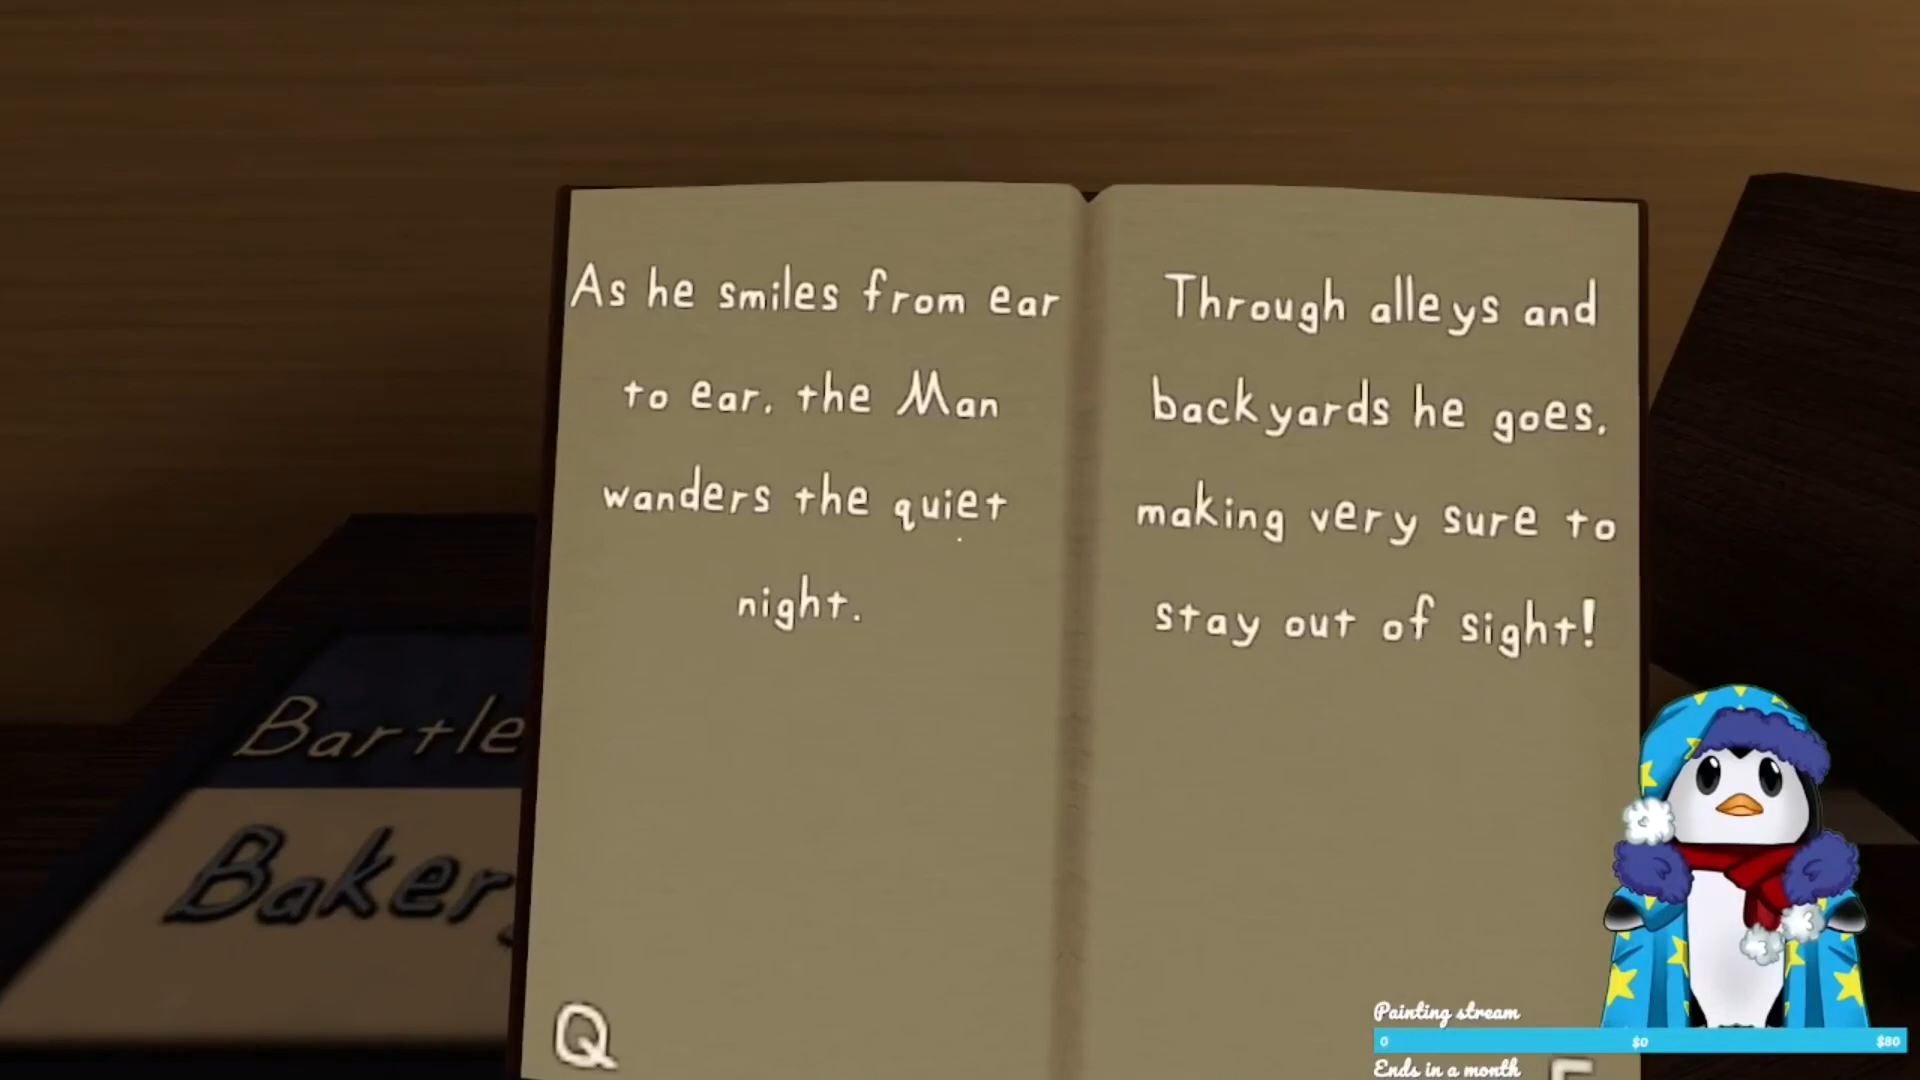 As he smiles from ear
to ear, the Man
wanders the quiet
night.
Through alleys and
backyards he goes,
making very sure to
stay out of sight!
Bartle
Baker
Q
Painting stream
0 $0 $80
Ends in a month